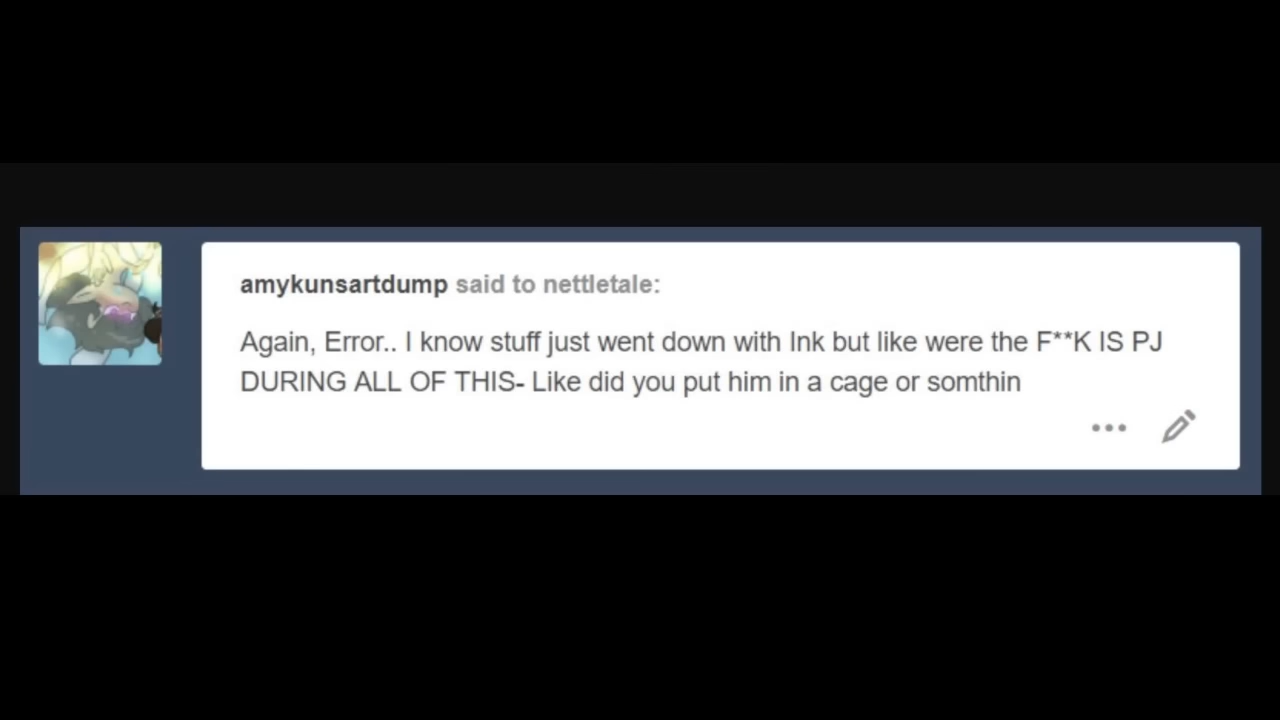 amykunsartdump said to nettletale:
Again, Error.. I know stuff just went down with Ink but like were the F**K IS PJ
DURING ALL OF THIS- Like did you put him in a cage or somthin